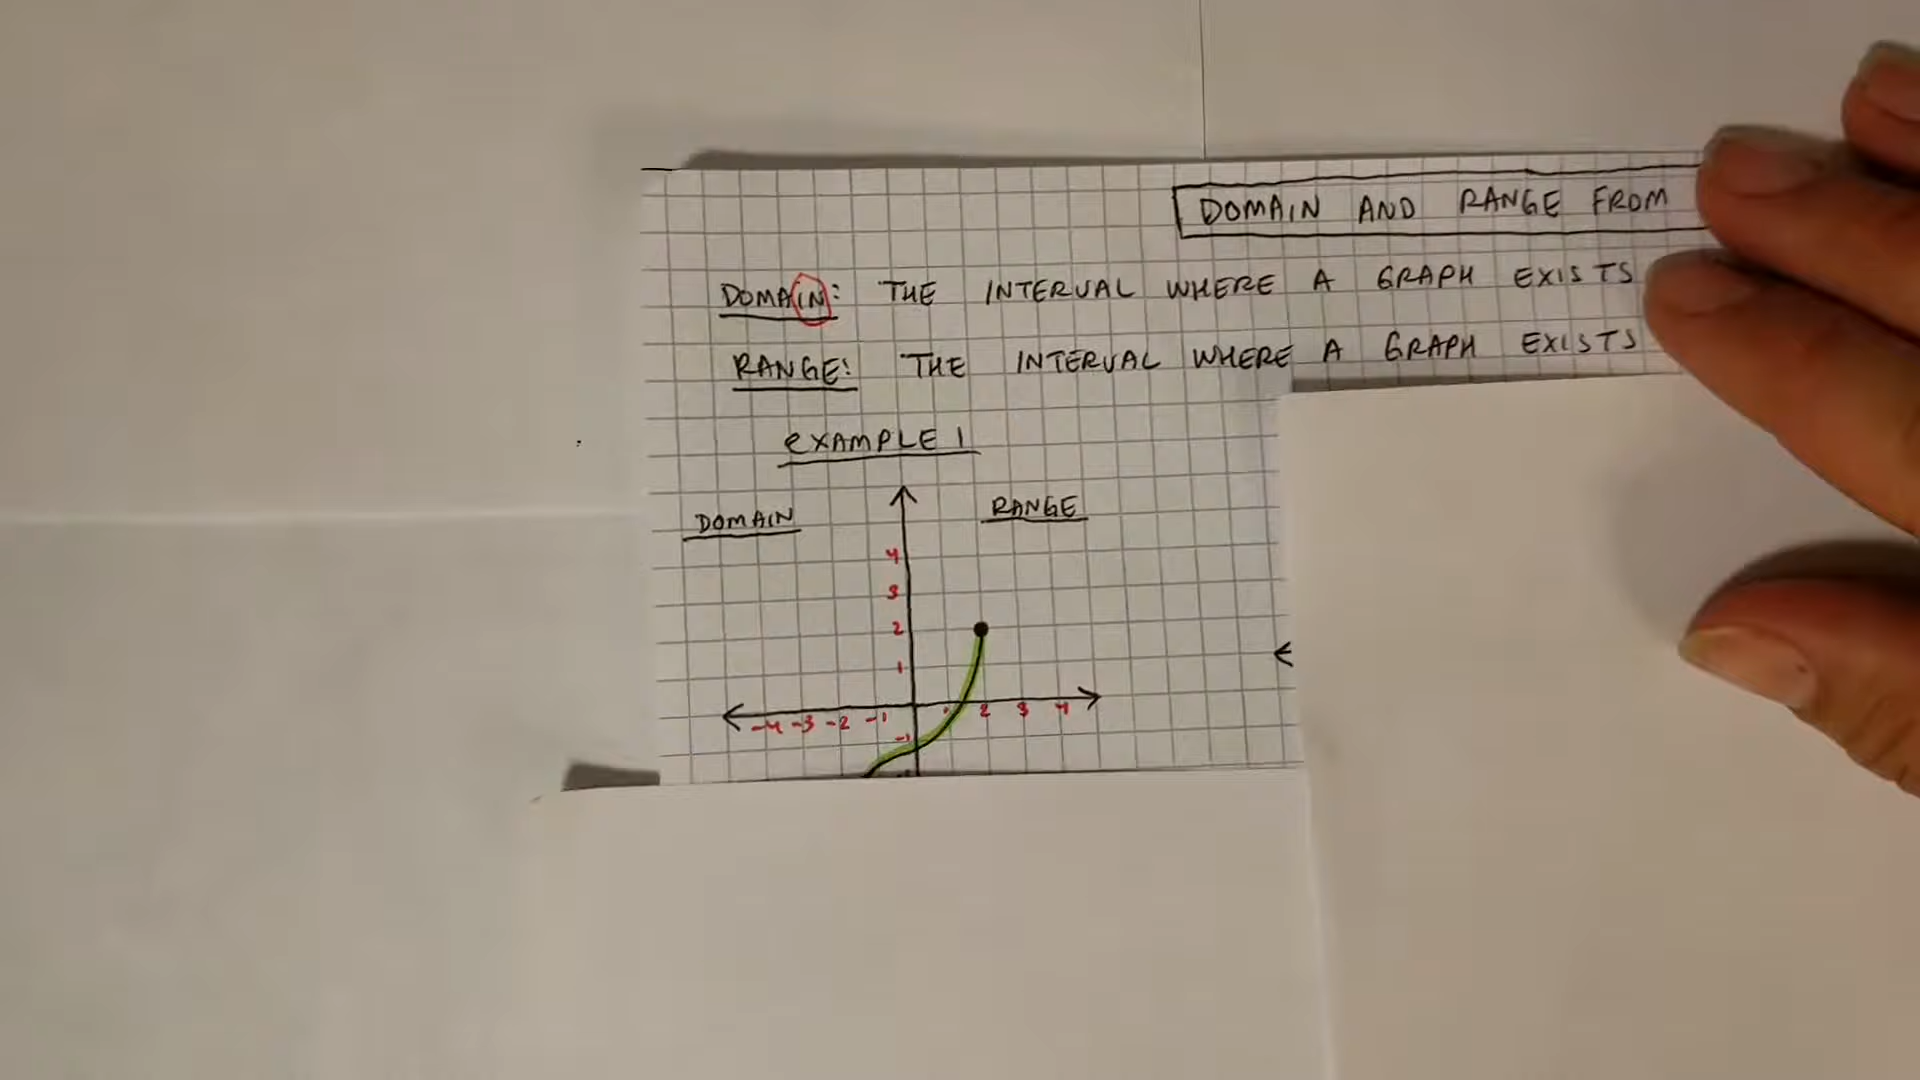 DOMAIN AND RANGE FROM
DOMAIN: THE INTERVAL WHERE A GRAPH EXISTS
RANGE: THE INTERVAL WHERE A GRAPH EXISTS
EXAMPLE 1
DOMAIN
RANGE
4
3
2
1
-4 -3 -2 -1 2 3 4
-1